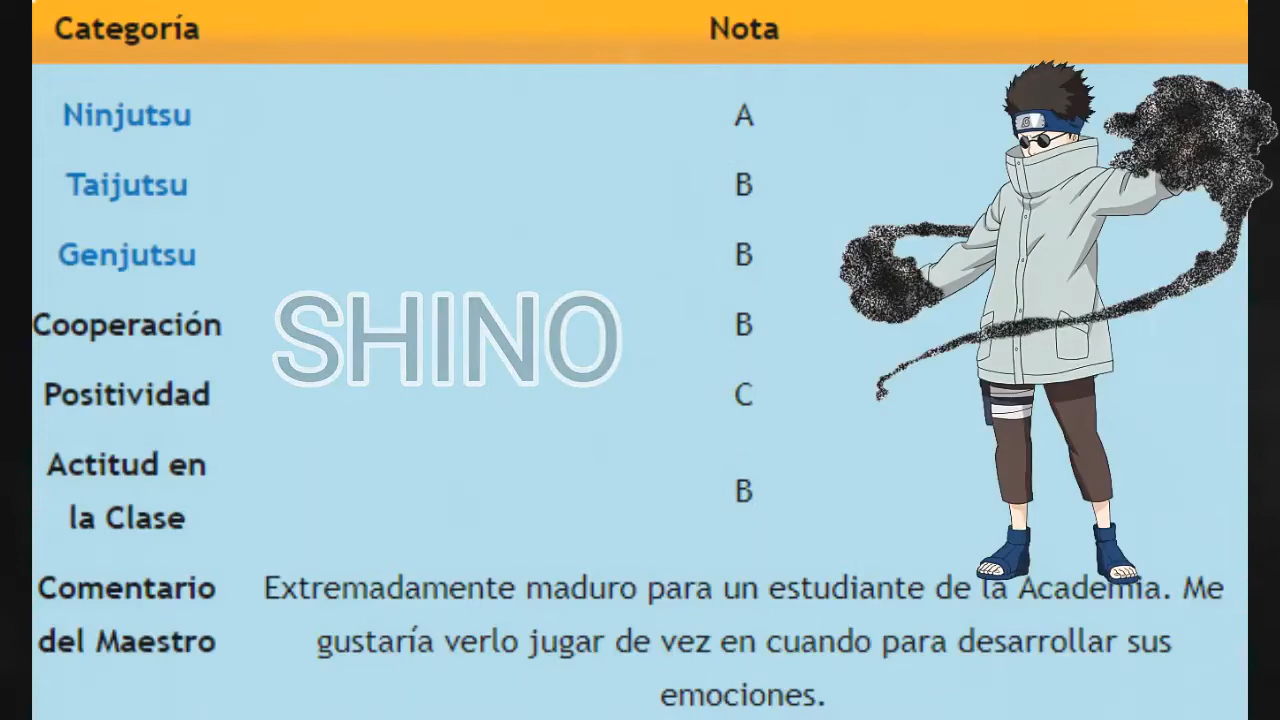 Categoría Nota
Ninjutsu A
Taijutsu B
Genjutsu B
Cooperación B
SHINO
Positividad C
Actitud en
la Clase B
Comentario
del Maestro
Extremadamente maduro para un estudiante de la Academia. Me
gustaría verlo jugar de vez en cuando para desarrollar sus
emociones.